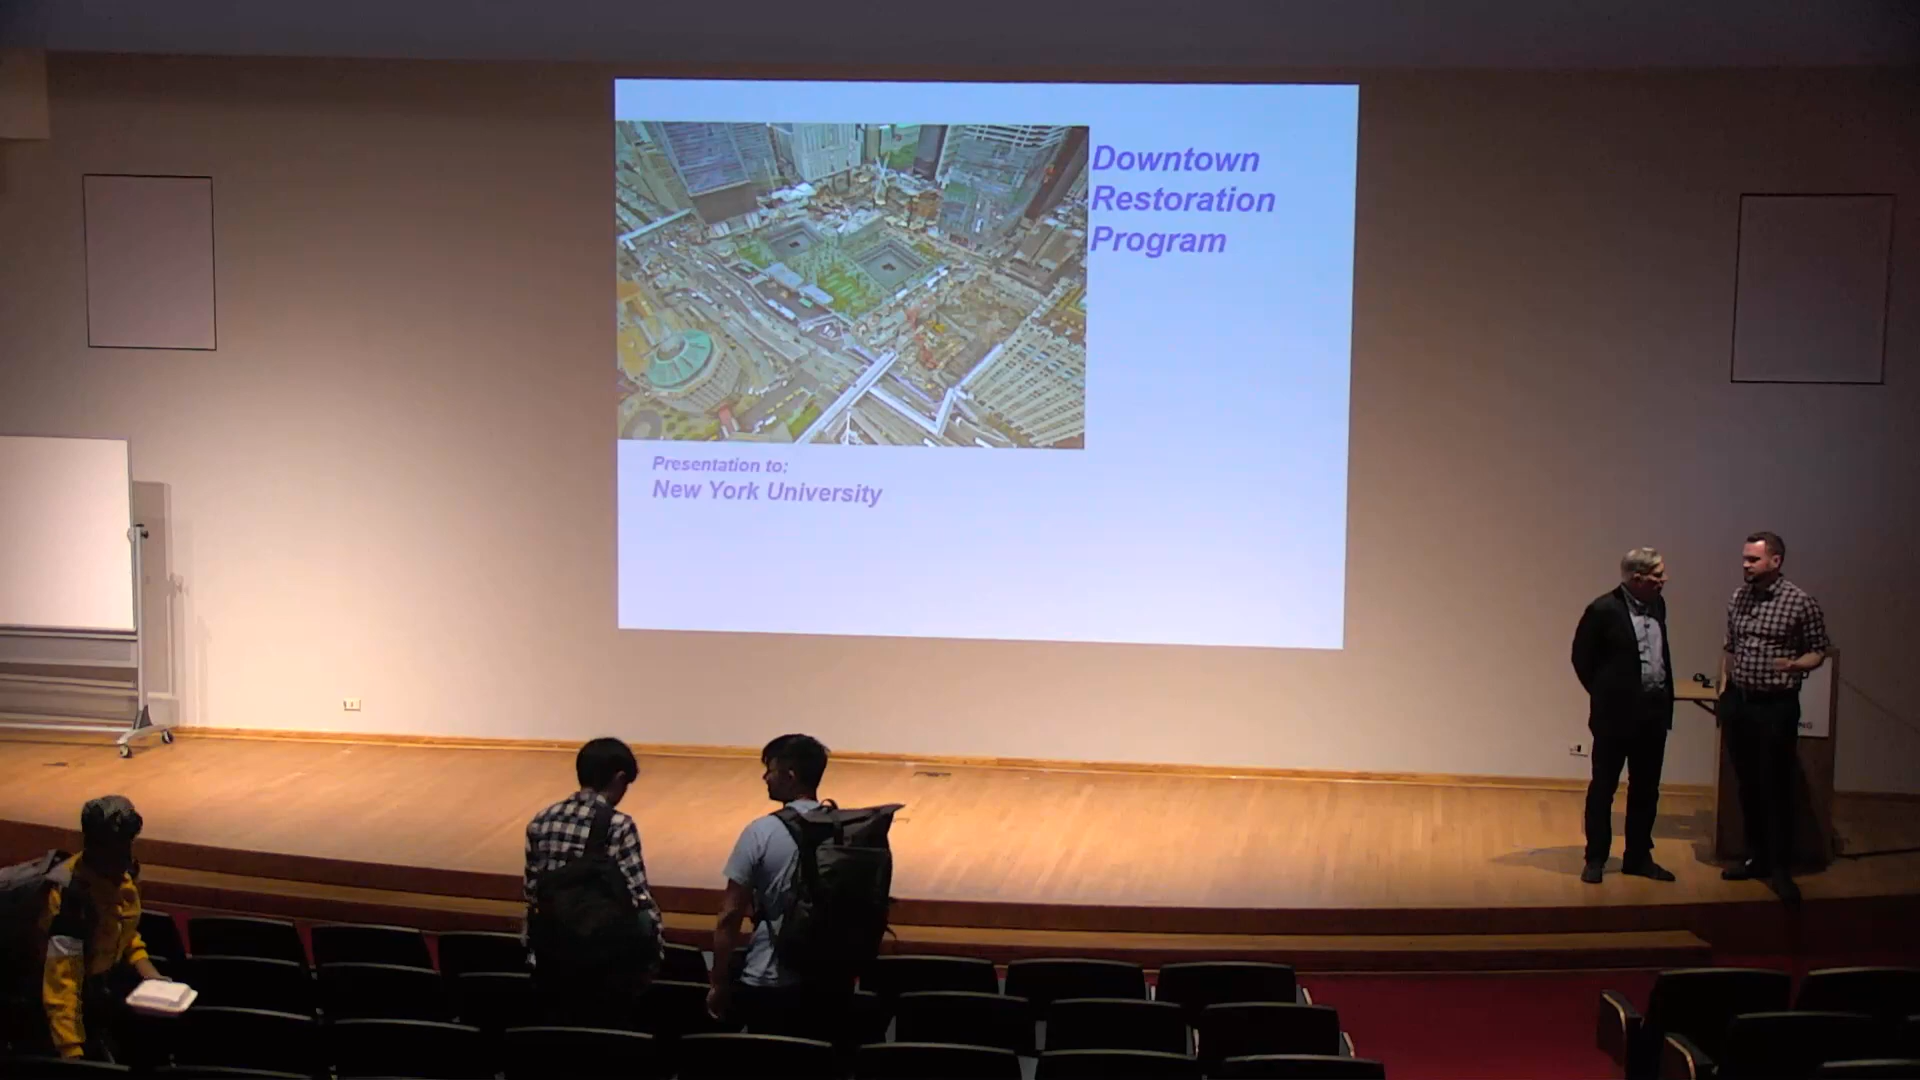 Downtown
Restoration
Program
Presentation to:
New York University